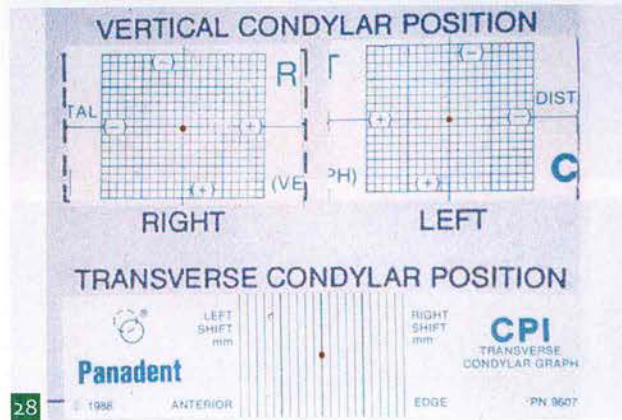 VERTICAL CONDYLAR POSITION
R
TAL (-) (+)
(-)
(+)
(VE
RIGHT
(-)
DIST
(+) (-)
PH) (+)
C
LEFT
TRANSVERSE CONDYLAR POSITION
LEFT
SHIFT
mm
RIGHT
SHIFT
mm
CPI
TRANSVERSE
CONDYLAR GRAPH
Panadent
1986 ANTERIOR EDGE PN 9607
28